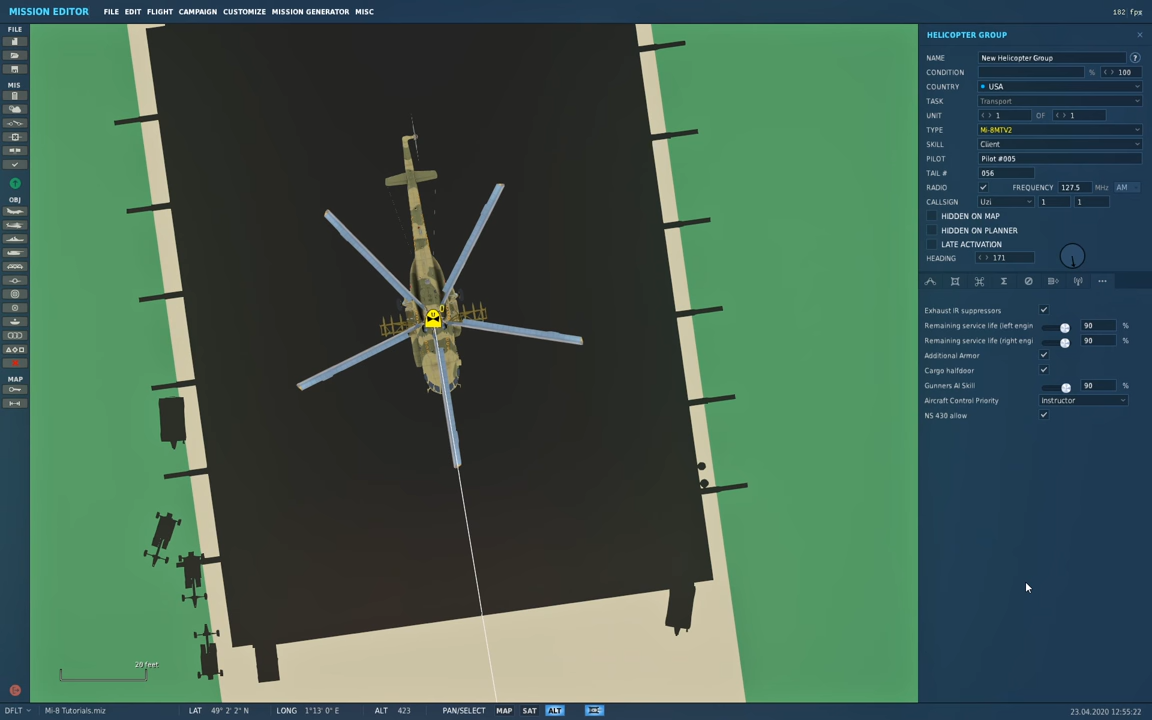 MISSION EDITOR FILE EDIT FLIGHT CAMPAIGN CUSTOMIZE MISSION GENERATOR MISC 182 fps
FILE
MIS
OBJ
MAP
20 feet
HELICOPTER GROUP
NAME New Helicopter Group ?
CONDITION % < > 100
COUNTRY USA
TASK Transport
UNIT < > 1 OF < > 1
TYPE Mi-8MTV2
SKILL Client
PILOT Pilot #005
TAIL # 056
RADIO FREQUENCY 127.5 MHz AM
CALLSIGN Uzi 1 1
HIDDEN ON MAP
HIDDEN ON PLANNER
LATE ACTIVATION
HEADING < > 171
Exhaust IR suppressors
Remaining service life (left engin 90 %
Remaining service life (right engi 90 %
Additional Armor
Cargo halfdoor
Gunners AI Skill 90 %
Aircraft Control Priority Instructor
NS 430 allow
DFLT Mi-8 Tutorials.miz LAT 49° 2' 2" N LONG 1°13' 0" E ALT 423 PAN/SELECT MAP SAT ALT 23.04.2020 12:55:22